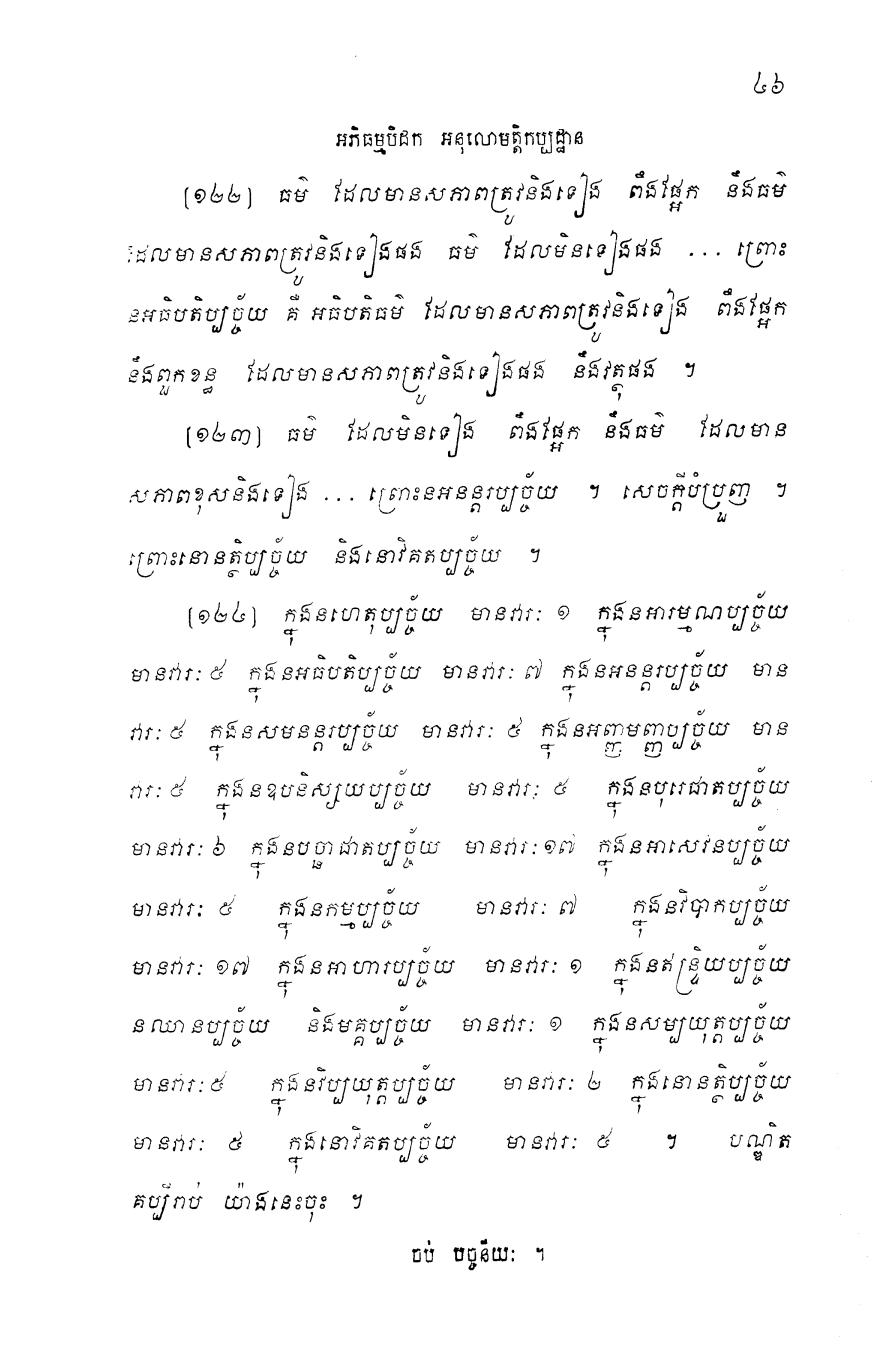 ៤៦
អភិធម្មបិដក អនុលោមត្តិកប្បដ្ឋាន
[១២២] ធម៌ ដែលមានសភាពត្រូវនិងទៀង ពឹងផ្អែក នឹងធម៌
ដែលមានសភាពត្រូវនិងទៀងផង ធម៌ ដែលមិនទៀងផង ... ព្រោះ
នអធិបតិប្បច្ច័យ គឺ អធិបតិធម៌ ដែលមានសភាពត្រូវនិងទៀង ពឹងផ្អែក
នឹងពួកខន្ធ ដែលមានសភាពត្រូវនិងទៀងផង នឹងវត្ថុផង ។
[១២៣] ធម៌ ដែលមិនទៀង ពឹងផ្អែក នឹងធម៌ ដែលមាន
សភាពខុសនិងទៀង ... ព្រោះនអនន្តរប្បច្ច័យ ។ សេចក្តីបំប្រួញ ។
ព្រោះនោនត្ថិប្បច្ច័យ និងនោវិគតប្បច្ច័យ ។
[១២៤] ក្នុងនហេតុប្បច្ច័យ មានវារៈ ១ ក្នុងនអារម្មណប្បច្ច័យ
មានវារៈ ៥ ក្នុងនអធិបតិប្បច្ច័យ មានវារៈ ៧ ក្នុងនអនន្តរប្បច្ច័យ មាន
វារៈ ៥ ក្នុងនសមនន្តរប្បច្ច័យ មានវារៈ ៥ ក្នុងនអញ្ញាមញ្ញប្បច្ច័យ មាន
វារៈ ៥ ក្នុងនឧបនិស្សយប្បច្ច័យ មានវារៈ ៥ ក្នុងនបុរេជាតប្បច្ច័យ
មានវារៈ ៦ ក្នុងនបច្ឆាជាតប្បច្ច័យ មានវារៈ ១៧ ក្នុងនអាសេវនប្បច្ច័យ
មានវារៈ ៥ ក្នុងនកម្មប្បច្ច័យ មានវារៈ ៧ ក្នុងនវិបាកប្បច្ច័យ
មានវារៈ ១៧ ក្នុងនអាហារប្បច្ច័យ មានវារៈ ១ ក្នុងនឥន្ទ្រិយប្បច្ច័យ
នឈានប្បច្ច័យ និងមគ្គប្បច្ច័យ មានវារៈ ១ ក្នុងនសម្បយុត្តប្បច្ច័យ
មានវារៈ ៥ ក្នុងនវិប្បយុត្តប្បច្ច័យ មានវារៈ ២ ក្នុងនោនត្ថិប្បច្ច័យ
មានវារៈ ៥ ក្នុងនោវិគតប្បច្ច័យ មានវារៈ ៥ ។ បណ្ឌិត
គប្បីរាប់ យ៉ាងនេះចុះ ។
ចប់ បច្ចនីយៈ ។